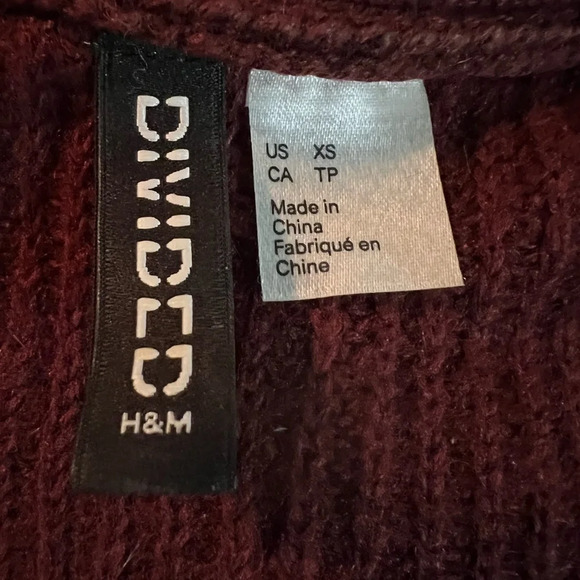 DIVIDED
H&M
US XS
CA TP
Made in
China
Fabriqué en
Chine